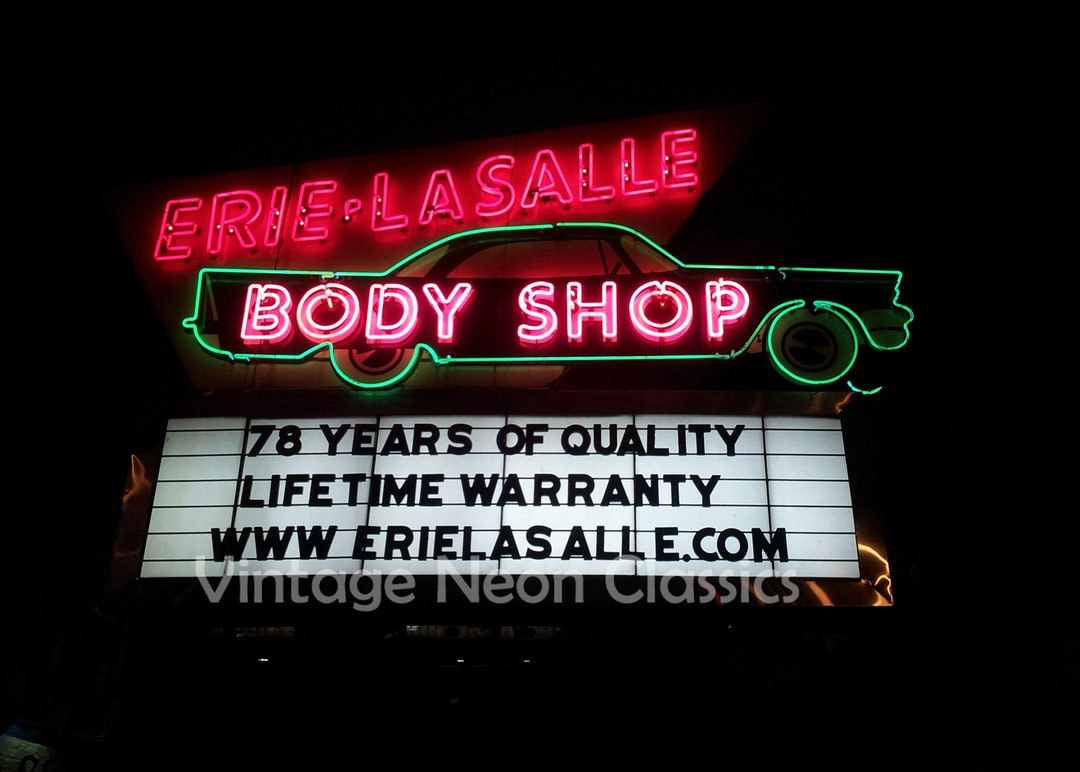 ERIE-LASALLE
BODY SHOP
78 YEARS OF QUALITY
LIFETIME WARRANTY
WWW ERIELASALLE.COM
Vintage Neon Classics